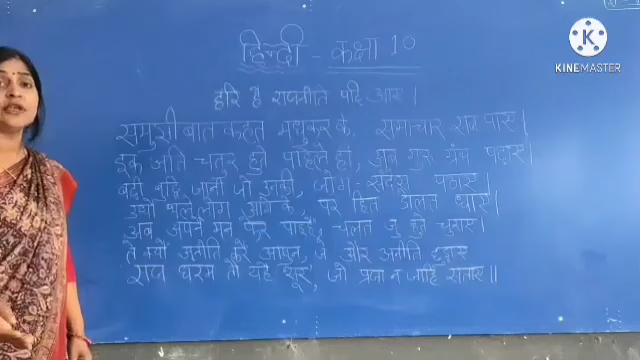 KINEMASTER
हिन्दी - कक्षा 10
हरि हैं राजनीति पढ़ि आए।
समुझी बात कहत मधुकर के, समाचार सब पाए।
इक अति चतुर हुते पहिले ही, अब गुरु ग्रंथ पढ़ाए।
बढ़ी बुद्धि जानी जो उनकी, जोग - सँदेस पठाए।
ऊधौ भले लोग आगे के, पर हित डोलत धाए।
अब अपने मन फेर पाइहैं, चलत जु हुते चुराए।
ते क्यौं अनीति करैं आपुन, जे और अनीति छुड़ाए
राज धरम तौ यहै सूर, जो प्रजा न जाहिं सताए॥